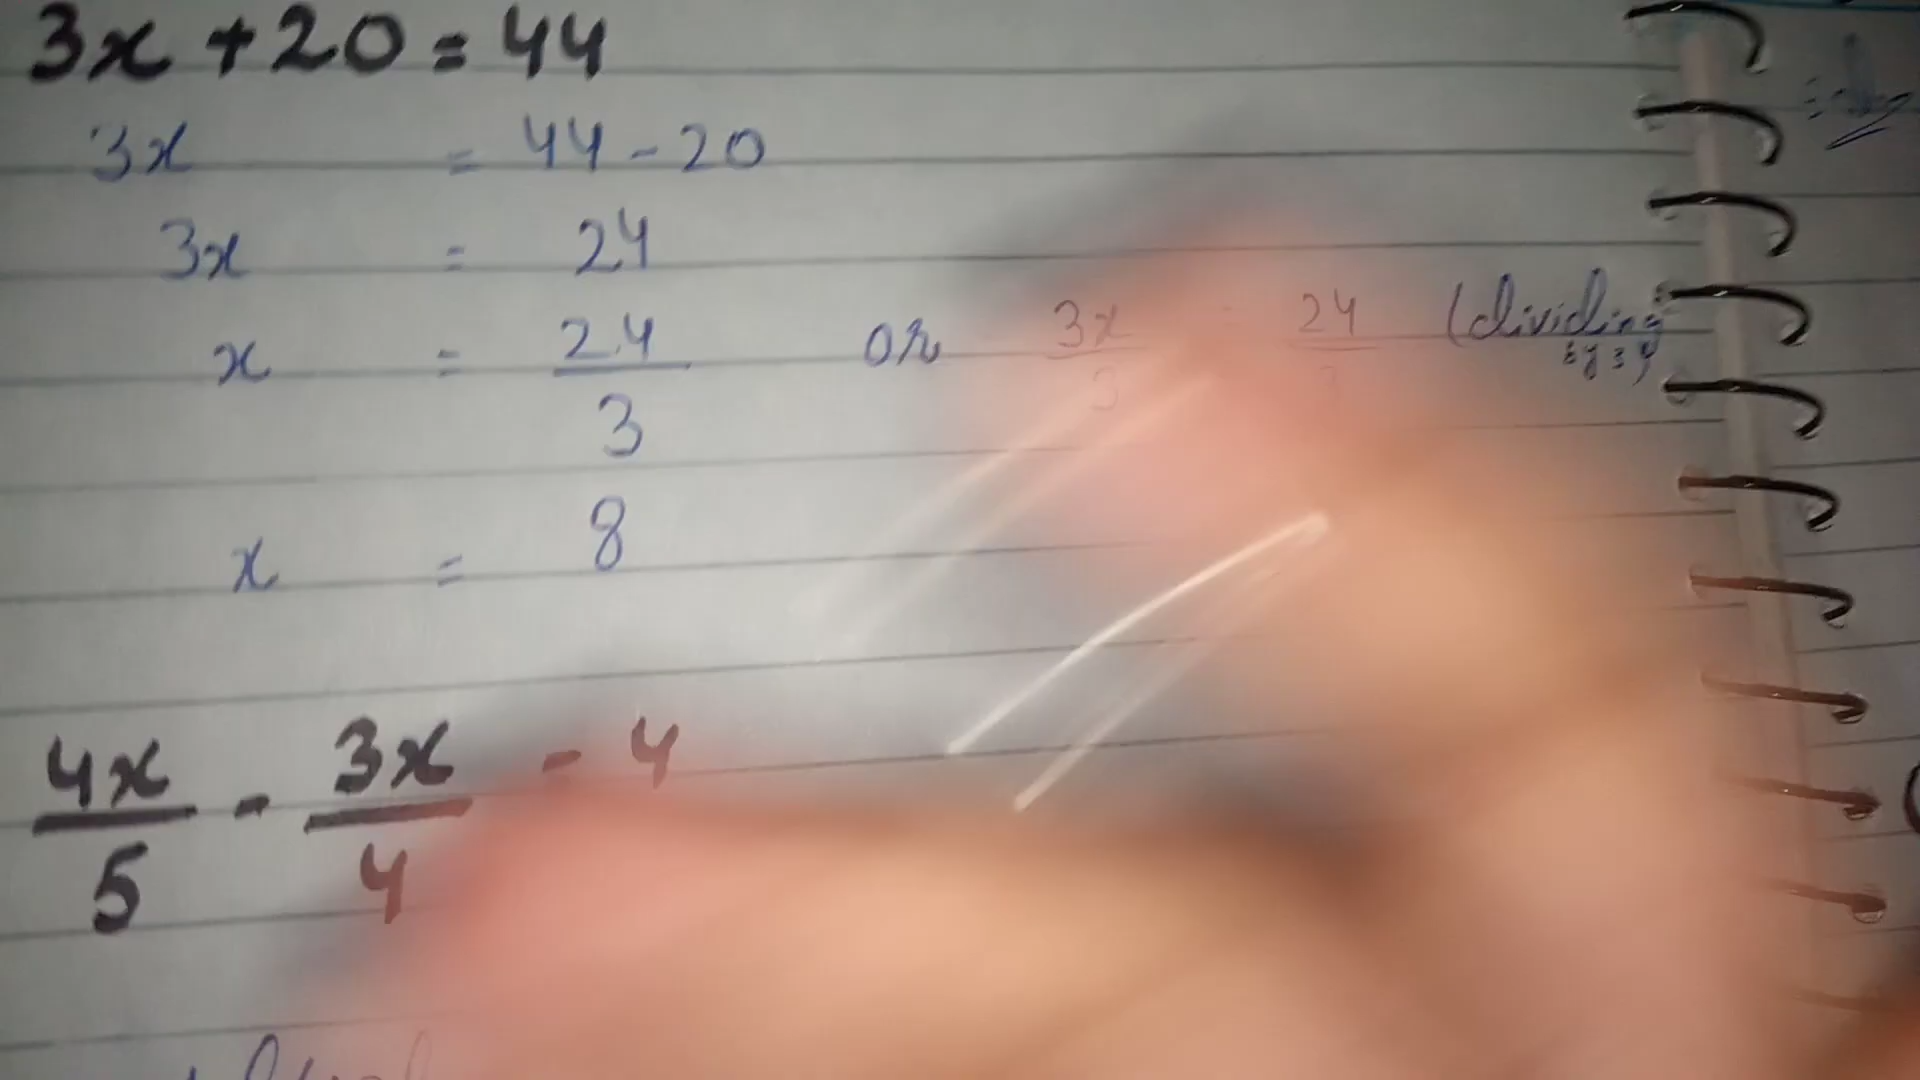 3x + 20 = 44
3x = 44 - 20
3x = 24
x = 24/3 or 3x/3 = 24 (dividing by 3)
x = 8
4x/5 - 3x/4 - 4